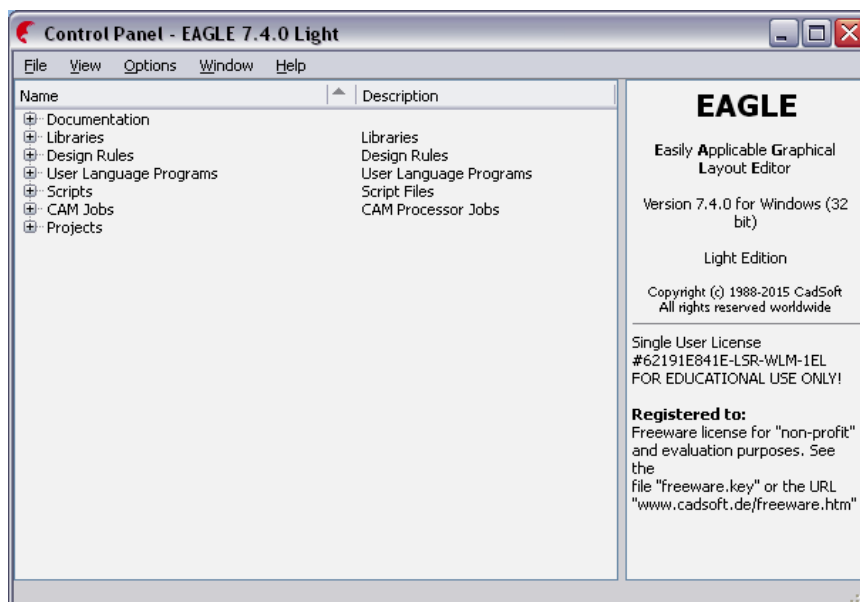 Control Panel - EAGLE 7.4.0 Light
File View Options Window Help
Name Description
Documentation
Libraries Libraries
Design Rules Design Rules
User Language Programs User Language Programs
Scripts Script Files
CAM Jobs CAM Processor Jobs
Projects
EAGLE
Easily Applicable Graphical
Layout Editor
Version 7.4.0 for Windows (32
bit)
Light Edition
Copyright (c) 1988-2015 CadSoft
All rights reserved worldwide
Single User License
#62191E841E-LSR-WLM-1EL
FOR EDUCATIONAL USE ONLY!
Registered to:
Freeware license for "non-profit"
and evaluation purposes. See
the
file "freeware.key" or the URL
"www.cadsoft.de/freeware.htm"